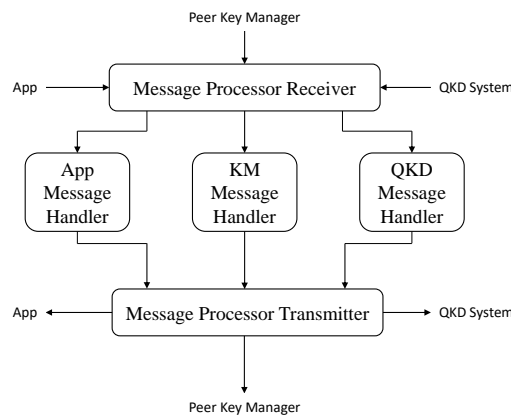 Peer Key Manager
App
Message Processor Receiver
QKD System
App
Message
Handler
KM
Message
Handler
QKD
Message
Handler
App
Message Processor Transmitter
QKD System
Peer Key Manager